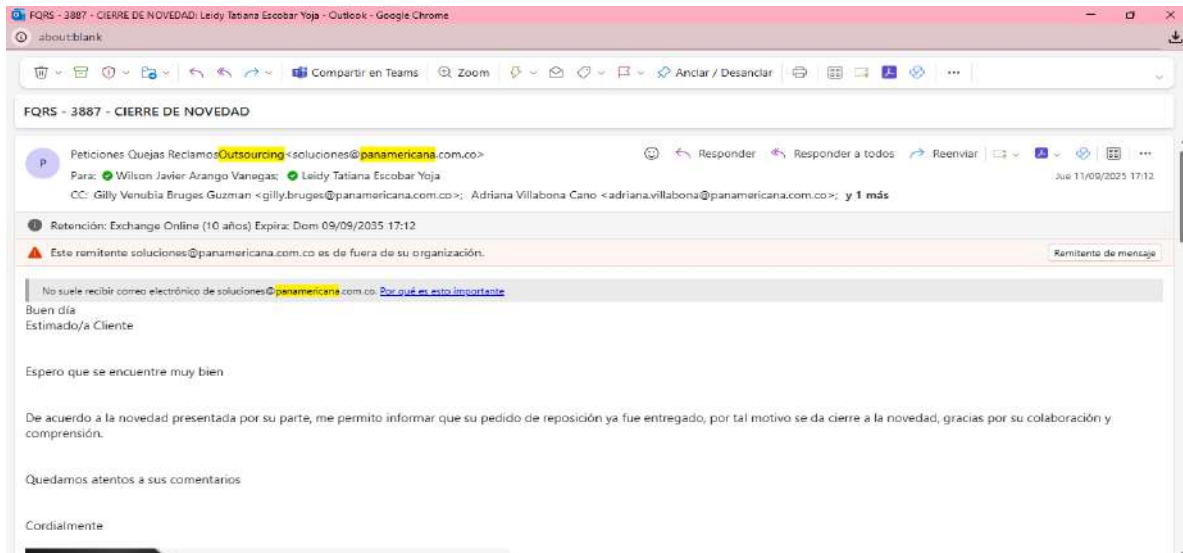 FQRS - 3887 - CIERRE DE NOVEDAD: Leidy Tatiana Escobar Yoja - Outlook - Google Chrome
about:blank
Compartir en Teams Zoom Anclar / Desanclar
FQRS - 3887 - CIERRE DE NOVEDAD
P
Peticiones Quejas ReclamosOutsourcing<soluciones@panamericana.com.co>
Responder Responder a todos Reenviar
Para: Wilson Javier Arango Vanegas; Leidy Tatiana Escobar Yoja
Jue 11/09/2025 17:12
CC: Gilly Venubia Bruges Guzman <gilly.bruges@panamericana.com.co>; Adriana Villabona Cano <adriana.villabona@panamericana.com.co>; y 1 más
Retención: Exchange Online (10 años) Expira: Dom 09/09/2035 17:12
Este remitente soluciones@panamericana.com.co es de fuera de su organización.
Remitente de mensaje
No suele recibir correo electrónico de soluciones@panamericana.com.co. Por qué es esto importante
Buen día
Estimado/a Cliente
Espero que se encuentre muy bien
De acuerdo a la novedad presentada por su parte, me permito informar que su pedido de reposición ya fue entregado, por tal motivo se da cierre a la novedad, gracias por su colaboración y
comprensión.
Quedamos atentos a sus comentarios
Cordialmente